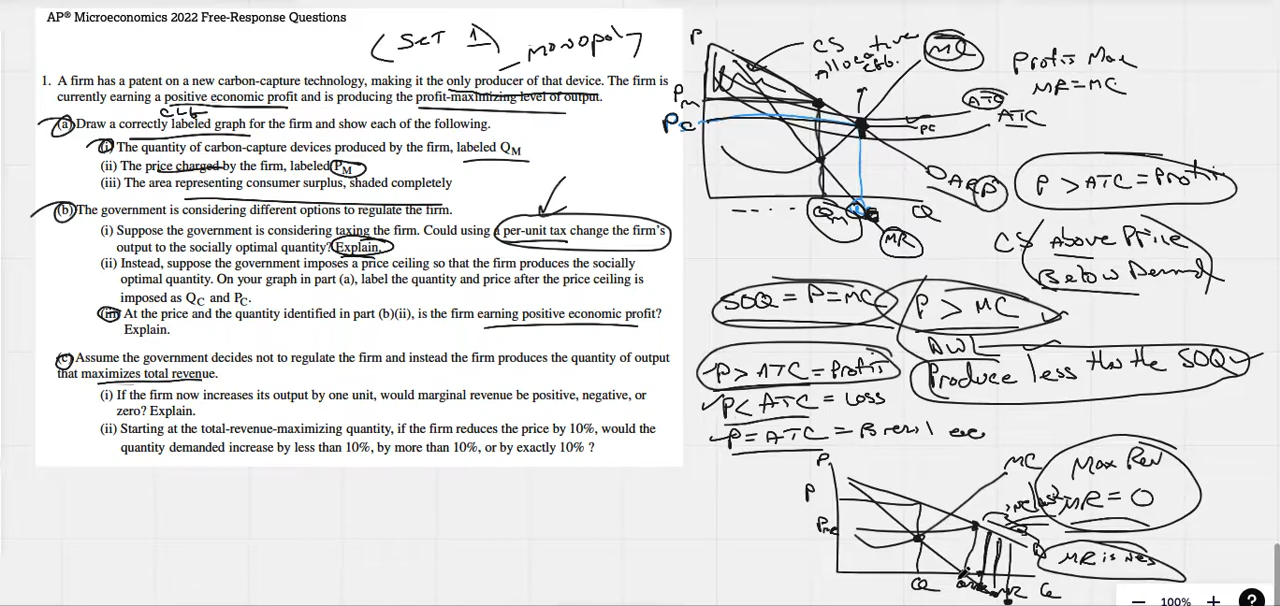 AP® Microeconomics 2022 Free-Response Questions
(SET 1) monopoly
1. A firm has a patent on a new carbon-capture technology, making it the only producer of that device. The firm is
currently earning a positive economic profit and is producing the profit-maximizing level of output.
(a) Draw a correctly labeled graph for the firm and show each of the following.
(i) The quantity of carbon-capture devices produced by the firm, labeled QM
(ii) The price charged by the firm, labeled PM
(iii) The area representing consumer surplus, shaded completely
(b) The government is considering different options to regulate the firm.
(i) Suppose the government is considering taxing the firm. Could using a per-unit tax change the firm's
output to the socially optimal quantity? Explain.
(ii) Instead, suppose the government imposes a price ceiling so that the firm produces the socially
optimal quantity. On your graph in part (a), label the quantity and price after the price ceiling is
imposed as QC and PC.
(iii) At the price and the quantity identified in part (b)(ii), is the firm earning positive economic profit?
Explain.
(c) Assume the government decides not to regulate the firm and instead the firm produces the quantity of output
that maximizes total revenue.
(i) If the firm now increases its output by one unit, would marginal revenue be positive, negative, or
zero? Explain.
(ii) Starting at the total-revenue-maximizing quantity, if the firm reduces the price by 10%, would the
quantity demanded increase by less than 10%, by more than 10%, or by exactly 10% ?
P
CS
Allocative
MC
Profit Max
MR=MC
Pm
Pc
ATC
ATC
PC
DARP
Qm
Q
MR
P > ATC = Profit
CS Above Price
Below Demand
SOQ = P=MC
P > MC
DWL
Produce less than the SOQ
P > ATC = Profit
P < ATC = Loss
P = ATC =
P
P
MC
Max Rev
MR = 0
MR is Neg
D
Q
MR
100%